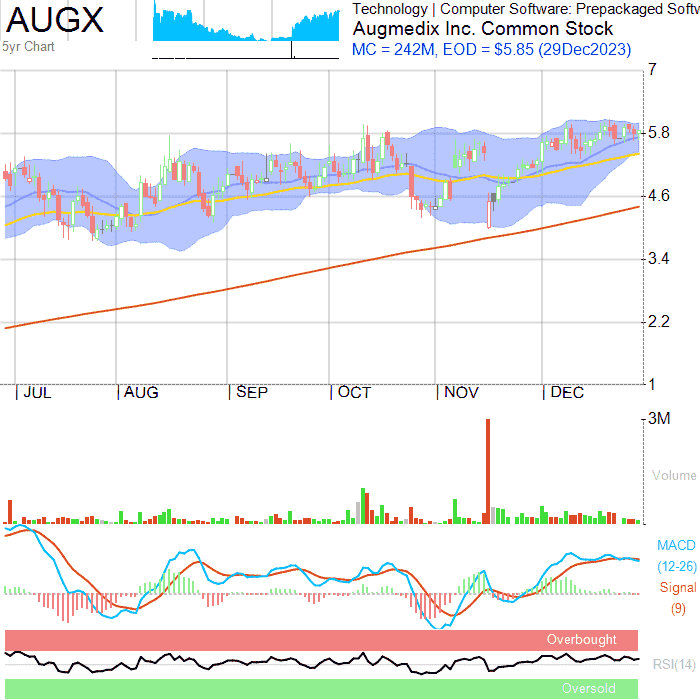 AUGX
5yr Chart
Technology | Computer Software: Prepackaged Softw
Augmedix Inc. Common Stock
MC = 242M, EOD = $5.85 (29Dec2023)
7
5.8
4.6
3.4
2.2
1
JUL AUG SEP OCT NOV DEC
3M
Volume
MACD
(12-26)
Signal
(9)
Overbought
RSI(14)
Oversold